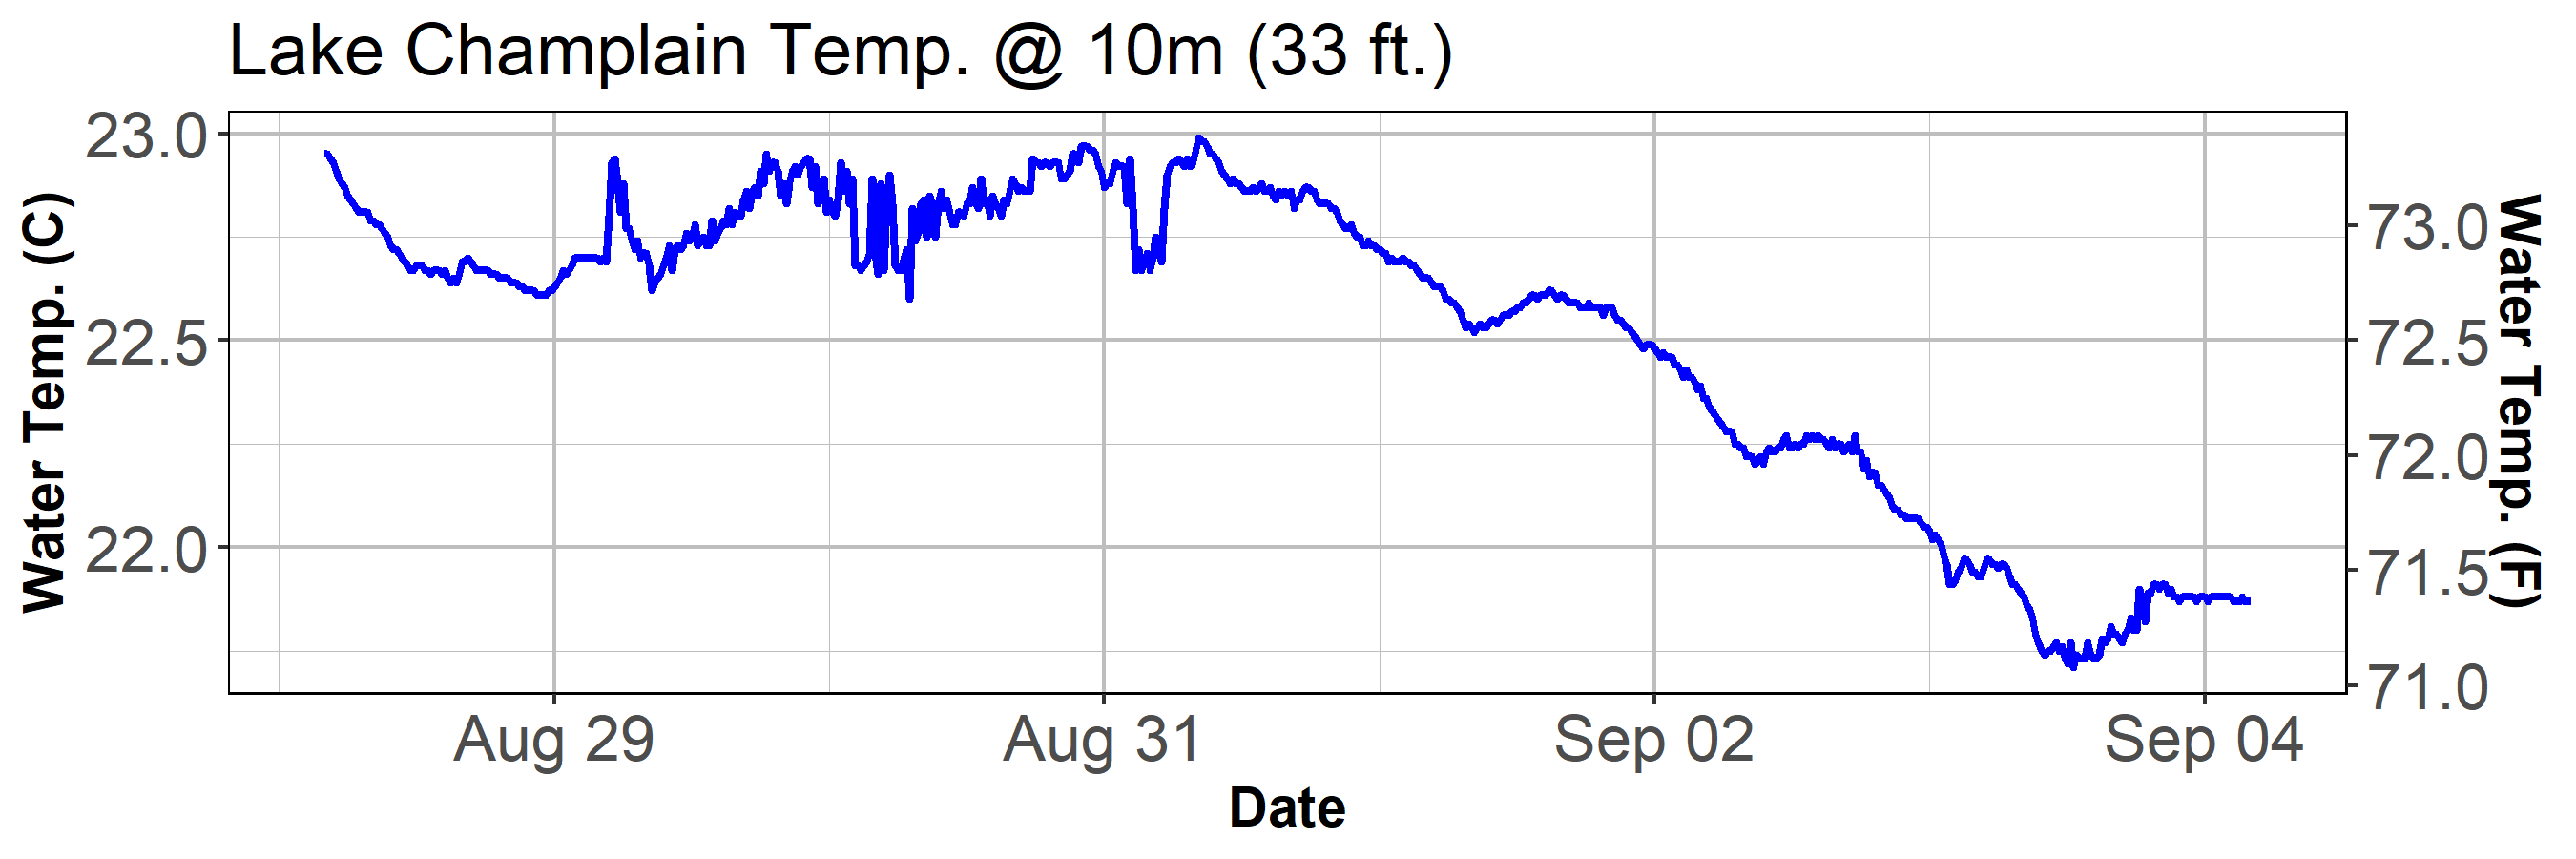 Lake Champlain Temp. @ 10m (33 ft.)
Water Temp. (C)
23.0
22.5
22.0
73.0
72.5
72.0
71.5
71.0
Water Temp. (F)
Aug 29
Aug 31
Sep 02
Sep 04
Date